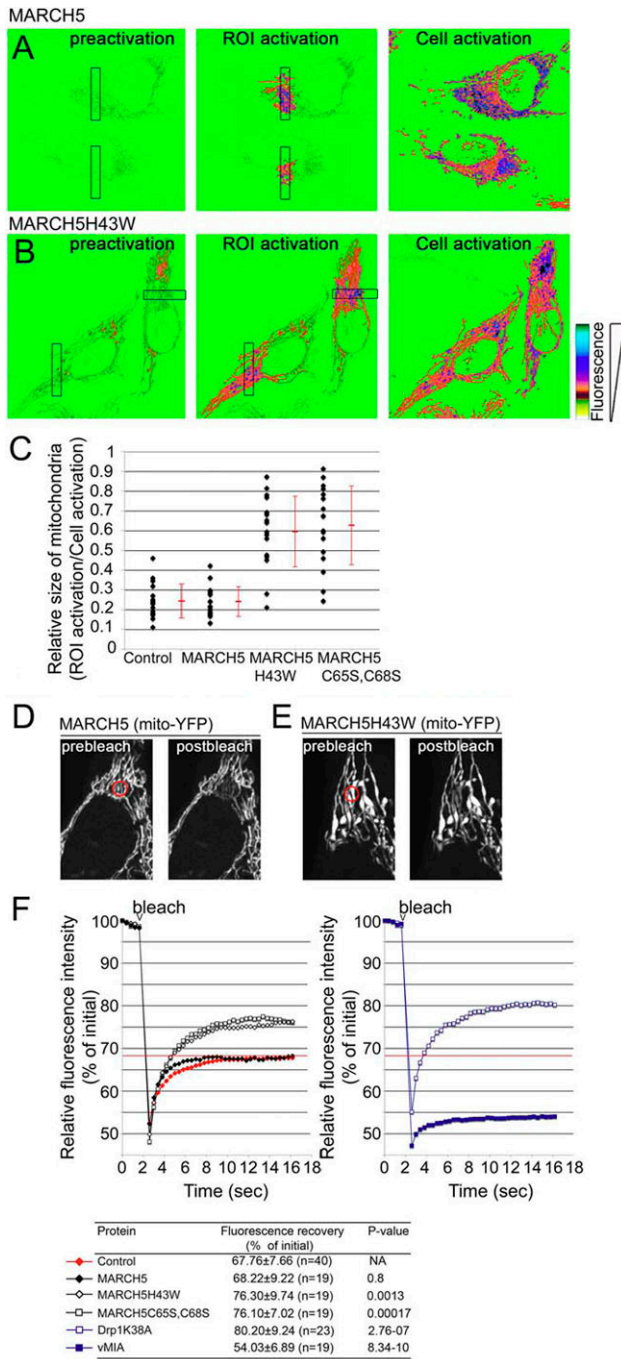 MARCH5
A preactivation ROI activation Cell activation
MARCH5H43W
B preactivation ROI activation Cell activation
Fluorescence
C
Relative size of mitochondria
(ROI activation/Cell activation)
1
0.9
0.8
0.7
0.6
0.5
0.4
0.3
0.2
0.1
0
Control MARCH5 MARCH5 MARCH5
H43W C65S,C68S
D E
MARCH5 (mito-YFP) MARCH5H43W (mito-YFP)
prebleach postbleach prebleach postbleach
F
bleach bleach
Relative fluorescence intensity
(% of initial)
100
90
80
70
60
50
0 2 4 6 8 10 12 14 16 18
Time (sec)
Relative fluorescence intensity
(% of initial)
100
90
80
70
60
50
0 2 4 6 8 10 12 14 16 18
Time (sec)
Protein Fluorescence recovery P-value
(% of initial)
Control 67.76±7.66 (n=40) NA
MARCH5 68.22±9.22 (n=19) 0.8
MARCH5H43W 76.30±9.74 (n=19) 0.0013
MARCH5C65S,C68S 76.10±7.02 (n=19) 0.00017
Drp1K38A 80.20±9.24 (n=23) 2.76-07
vMIA 54.03±6.89 (n=19) 8.34-10